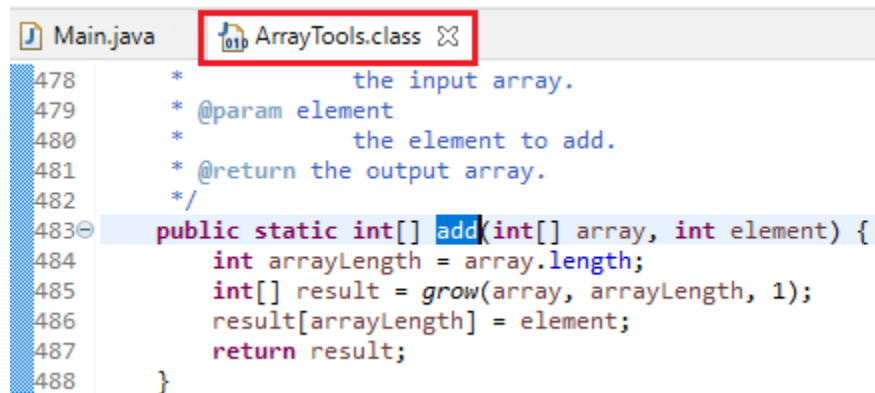 Main.java ArrayTools.class
478 * the input array.
479 * @param element
480 * the element to add.
481 * @return the output array.
482 */
483 public static int[] add(int[] array, int element) {
484 int arrayLength = array.length;
485 int[] result = grow(array, arrayLength, 1);
486 result[arrayLength] = element;
487 return result;
488 }